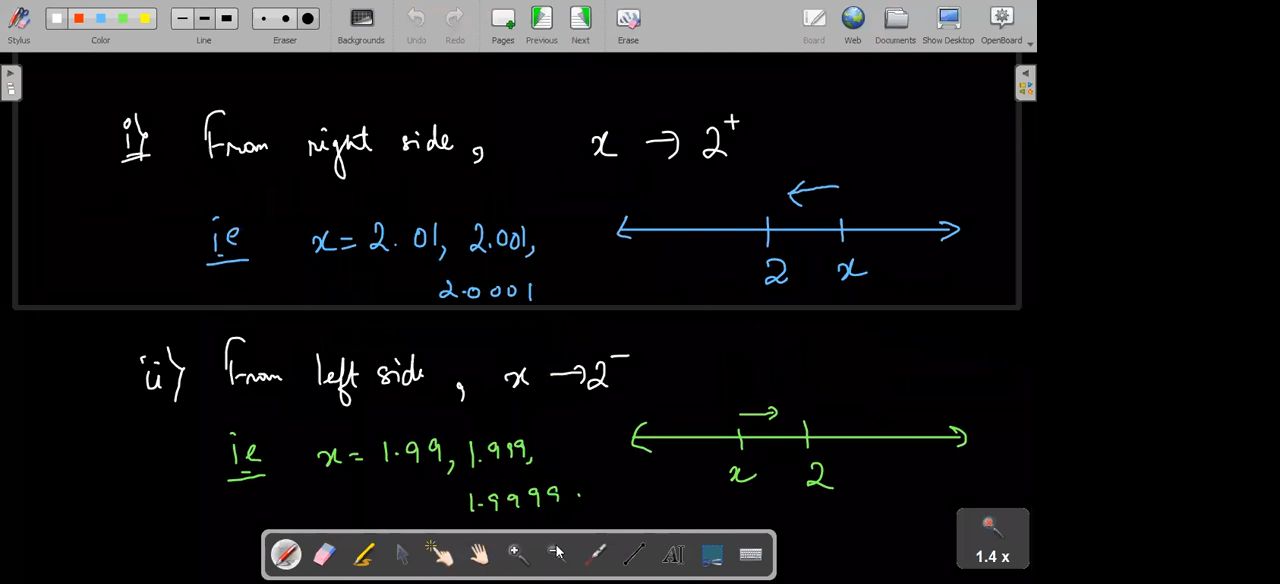 Stylus Color Line Eraser Backgrounds Undo Redo Pages Previous Next Erase Board Web Documents Show Desktop OpenBoard
i) From right side, x → 2⁺
ie x = 2.01, 2.001,
2.0001
2 x
ii) From left side, x → 2⁻
ie x = 1.99, 1.999,
1.9999.
x 2
1.4 x